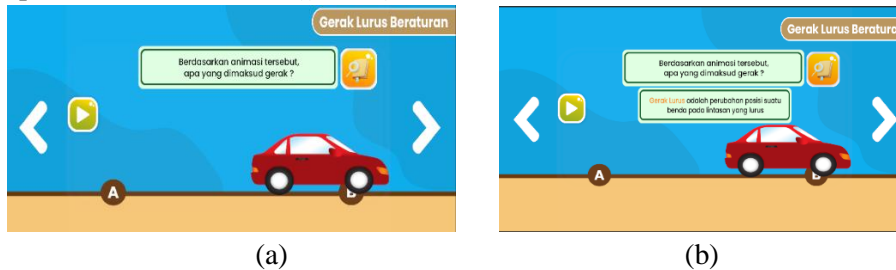 Gerak Lurus Beraturan
Berdasarkan animasi tersebut,
apa yang dimaksud gerak ?
A
B
(a)
Gerak Lurus Beratura
Berdasarkan animasi tersebut,
apa yang dimaksud gerak ?
Gerak Lurus adalah perubahan posisi suatu
benda pada lintasan yang lurus
A
B
(b)